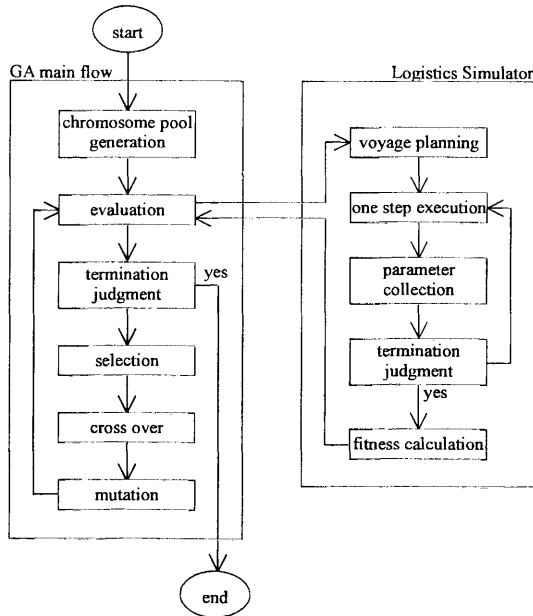 start
GA main flow
chromosome pool
generation
evaluation
termination
judgment
yes
selection
cross over
mutation
end
Logistics Simulator
voyage planning
one step execution
parameter
collection
termination
judgment
yes
fitness calculation